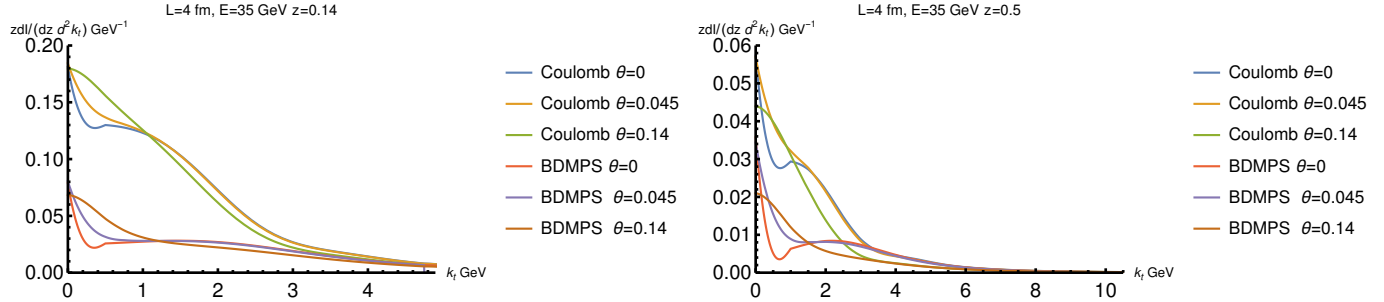 L=4 fm, E=35 GeV z=0.14
zdI/(dz d²kₜ) GeV⁻¹
0.20
0.15
0.10
0.05
0.00
0
1
2
3
4
kₜ GeV
Coulomb θ=0
Coulomb θ=0.045
Coulomb θ=0.14
BDMPS θ=0
BDMPS θ=0.045
BDMPS θ=0.14
L=4 fm, E=35 GeV z=0.5
zdI/(dz d²kₜ) GeV⁻¹
0.06
0.05
0.04
0.03
0.02
0.01
0.00
0
2
4
6
8
10
kₜ GeV
Coulomb θ=0
Coulomb θ=0.045
Coulomb θ=0.14
BDMPS θ=0
BDMPS θ=0.045
BDMPS θ=0.14